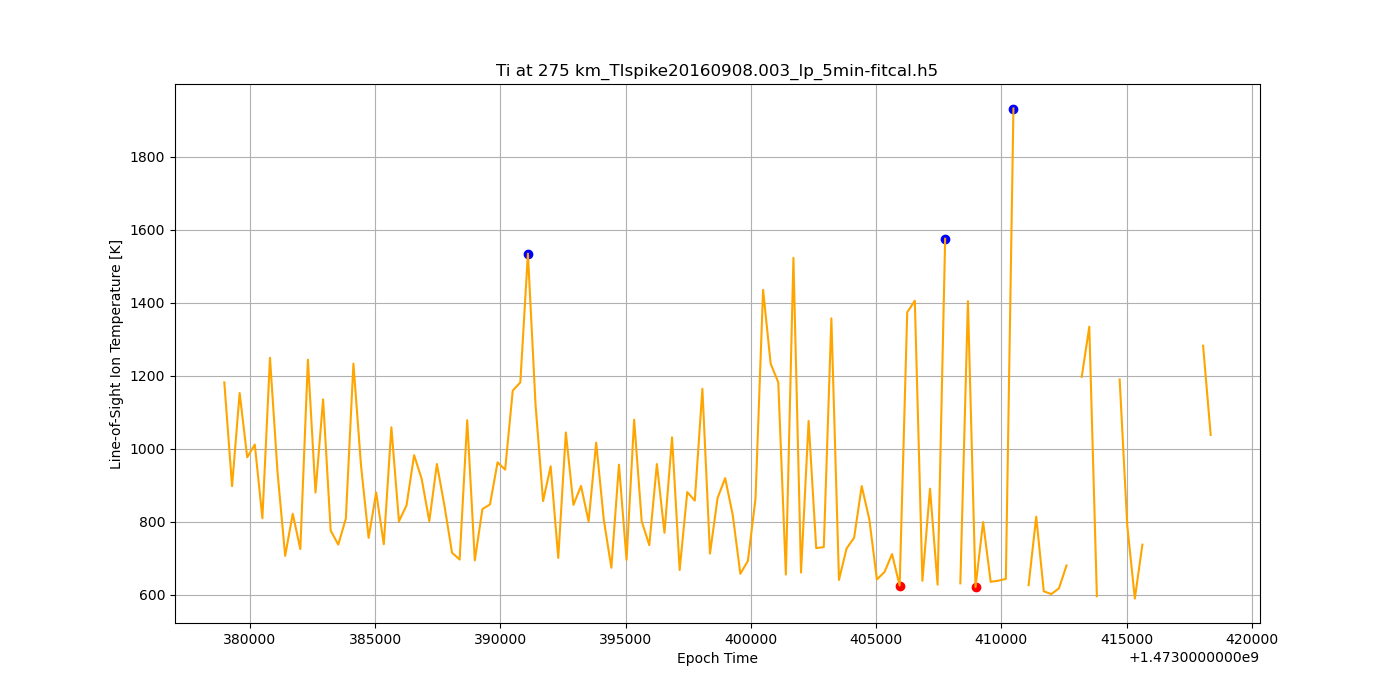 Ti at 275 km_TIspike20160908.003_lp_5min-fitcal.h5
Line-of-Sight Ion Temperature [K]
1800
1600
1400
1200
1000
800
600
380000 385000 390000 395000 400000 405000 410000 415000 420000
Epoch Time
+1.4730000000e9